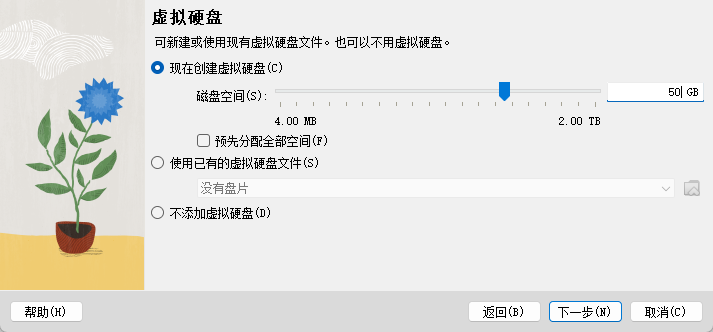 虚拟硬盘
可新建或使用现有虚拟硬盘文件。也可以不用虚拟硬盘。
现在创建虚拟硬盘(C)
磁盘空间(S): 50 GB
4.00 MB 2.00 TB
预先分配全部空间(F)
使用已有的虚拟硬盘文件(S)
没有盘片
不添加虚拟硬盘(D)
帮助(H) 返回(B) 下一步(N) 取消(C)